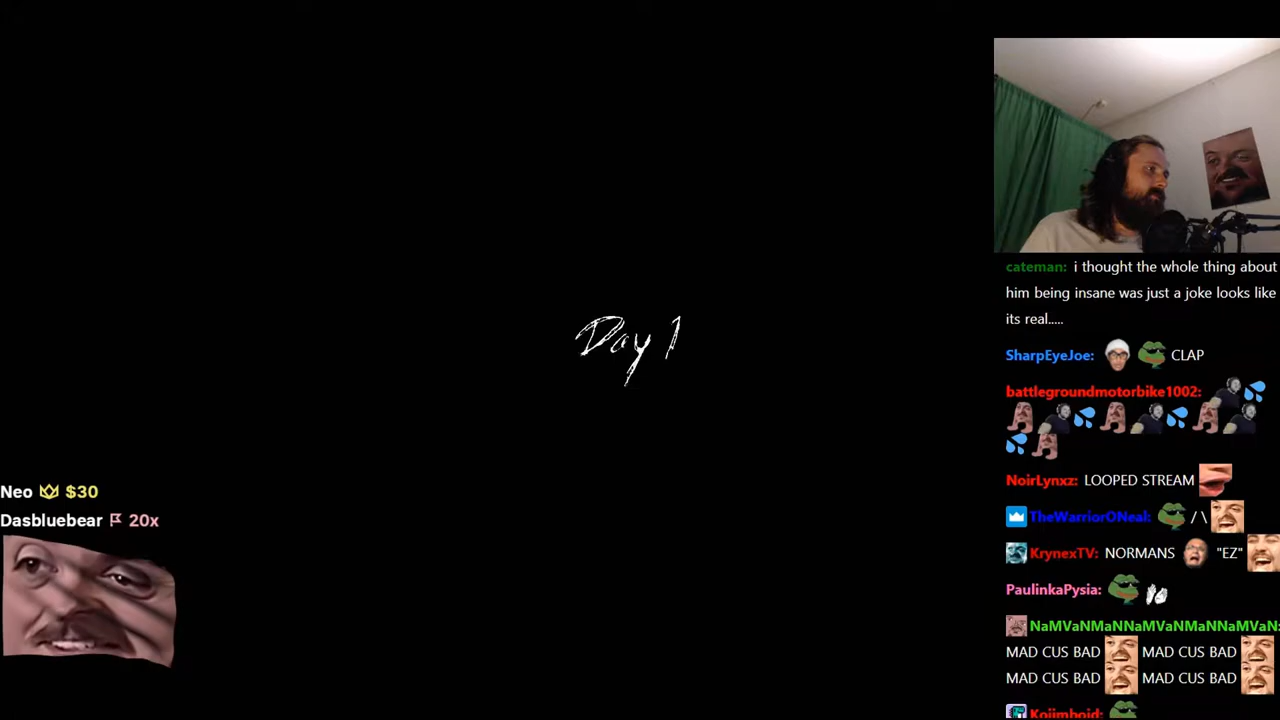 Day 1
Neo $30
Dasbluebear 20x
cateman: i thought the whole thing about
him being insane was just a joke looks like
its real.....
SharpEyeJoe: CLAP
battlegroundmotorbike1002:
NoirLynxz: LOOPED STREAM
TheWarriorONeal: / \
KrynexTV: NORMANS "EZ"
PaulinkaPysia:
NaMVaNMaNNaMVaNMaNNaMVaN:
MAD CUS BAD MAD CUS BAD
MAD CUS BAD MAD CUS BAD